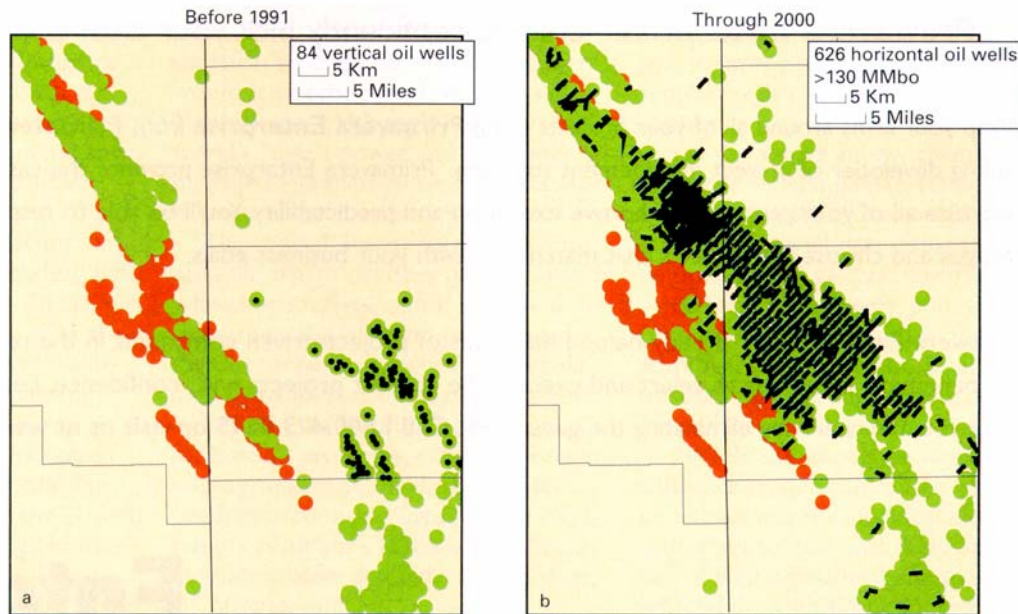 Before 1991
84 vertical oil wells
5 Km
5 Miles
a
Through 2000
626 horizontal oil wells
>130 MMbo
5 Km
5 Miles
b